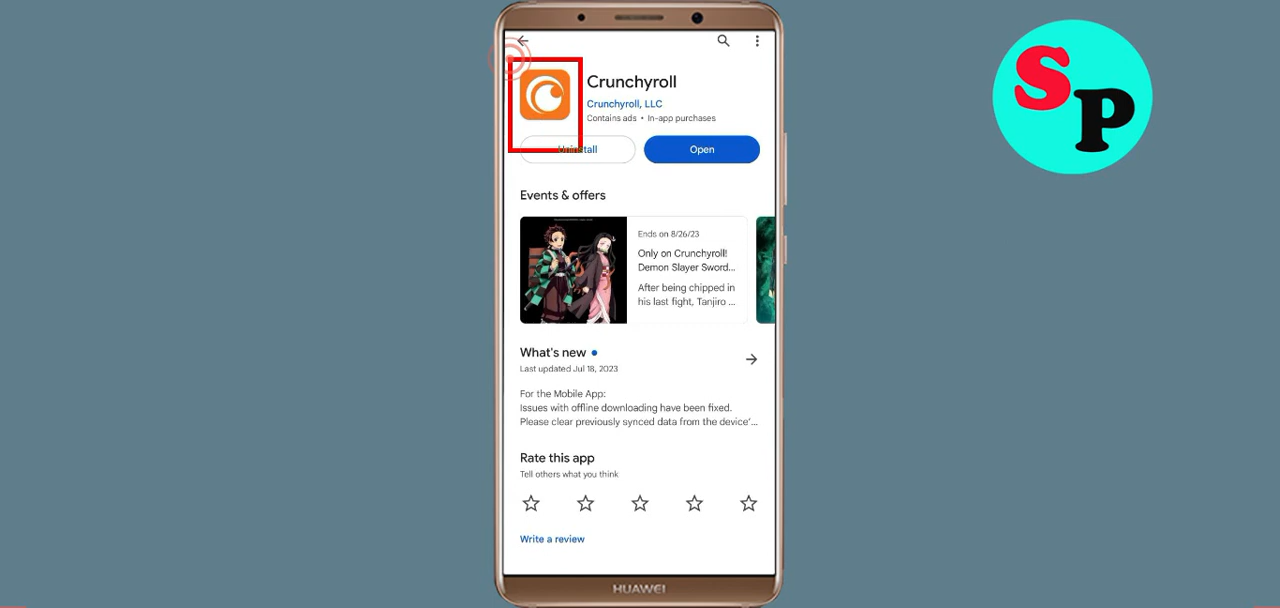 Crunchyroll
Crunchyroll, LLC
Contains ads • In-app purchases
Uninstall
Open
Events & offers
Ends on 8/26/23
Only on Crunchyroll!
Demon Slayer Sword...
After being chipped in
his last fight, Tanjiro ...
What's new
Last updated Jul 18, 2023
For the Mobile App:
Issues with offline downloading have been fixed.
Please clear previously synced data from the device'...
Rate this app
Tell others what you think
Write a review
HUAWEI
SP